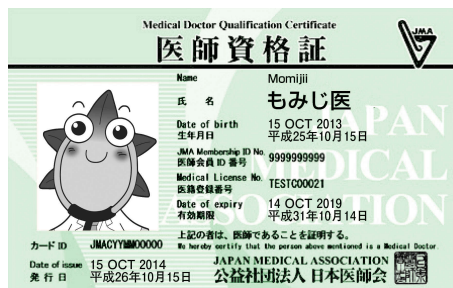 Medical Doctor Qualification Certificate
医師資格証
JMA
Name Momijii
氏 名 もみじ医
Date of birth 15 OCT 2013
生年月日 平成25年10月15日
JMA Membership ID No. 9999999999
医師会員 ID 番号
Medical License No. TESTC00021
医籍登録番号
Date of expiry 14 OCT 2019
有効期限 平成31年10月14日
上記の者は、医師であることを証明する。
We hereby certify that the person above mentioned is a Medical Doctor.
カード ID JMACYYMM00000
Date of issue 15 OCT 2014
発 行 日 平成26年10月15日
JAPAN MEDICAL ASSOCIATION
公益社団法人 日本医師会
JAPAN
MEDICAL
ASSOCIATION